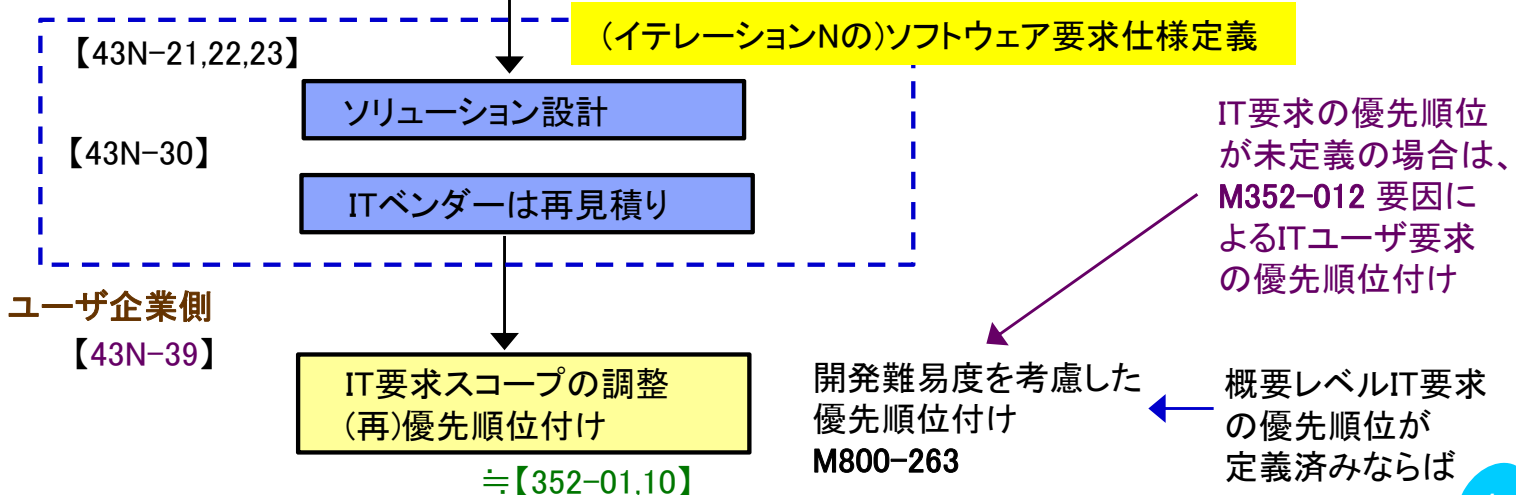 (イテレーションNの)ソフトウェア要求仕様定義
【43N-21,22,23】
ソリューション設計
【43N-30】
ITベンダーは再見積り
IT要求の優先順位
が未定義の場合は、
M352-012 要因に
よるITユーザ要求
の優先順位付け
ユーザ企業側
【43N-39】
IT要求スコープの調整
(再)優先順位付け
≒【352-01,10】
開発難易度を考慮した
優先順位付け
M800-263
概要レベルIT要求
の優先順位が
定義済みならば